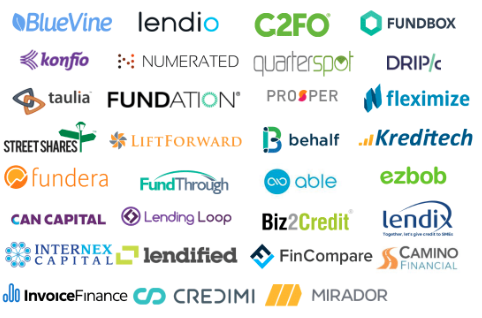 BlueVine lendio C2FO FUNDBOX
konfio NUMERATED quarterspot DRIP/c
taulia FUNDATION PROSPER fleximize
STREETSHARES LIFTFORWARD behalf Kreditech
fundera FundThrough able ezbob
CAN CAPITAL Lending Loop Biz2Credit lendix
Together, let's give credit to SMEs
INTERNEX CAPITAL lendified FinCompare CAMINO FINANCIAL
InvoiceFinance CREDIMI MIRADOR